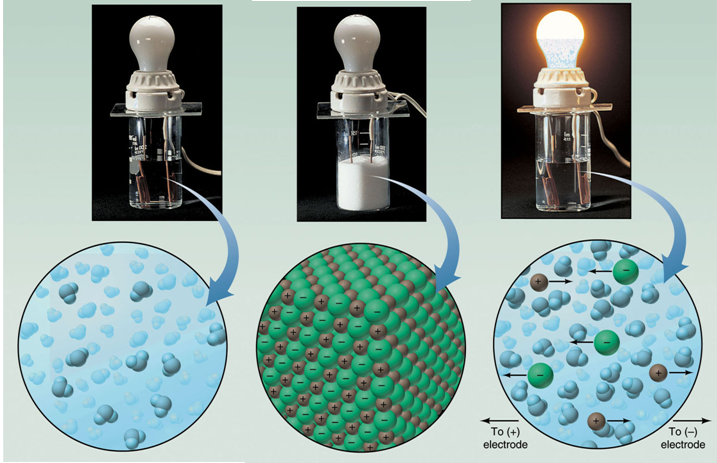 To (+)
electrode
To (–)
electrode